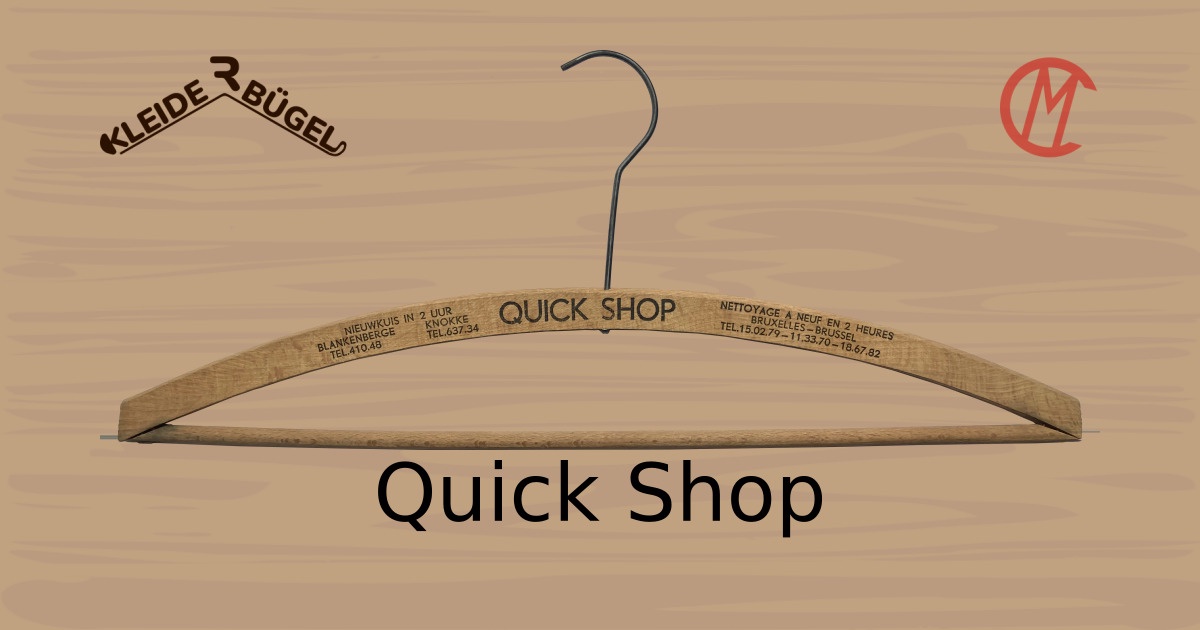 KLEIDERBÜGEL
CM
NIEUWKUIS IN 2 UUR
BLANKENBERGE KNOKKE
TEL.410.48 TEL.637.34
QUICK SHOP
NETTOYAGE A NEUF EN 2 HEURES
BRUXELLES–BRUSSEL
TEL.15.02.79–11.33.70–18.67.82
Quick Shop